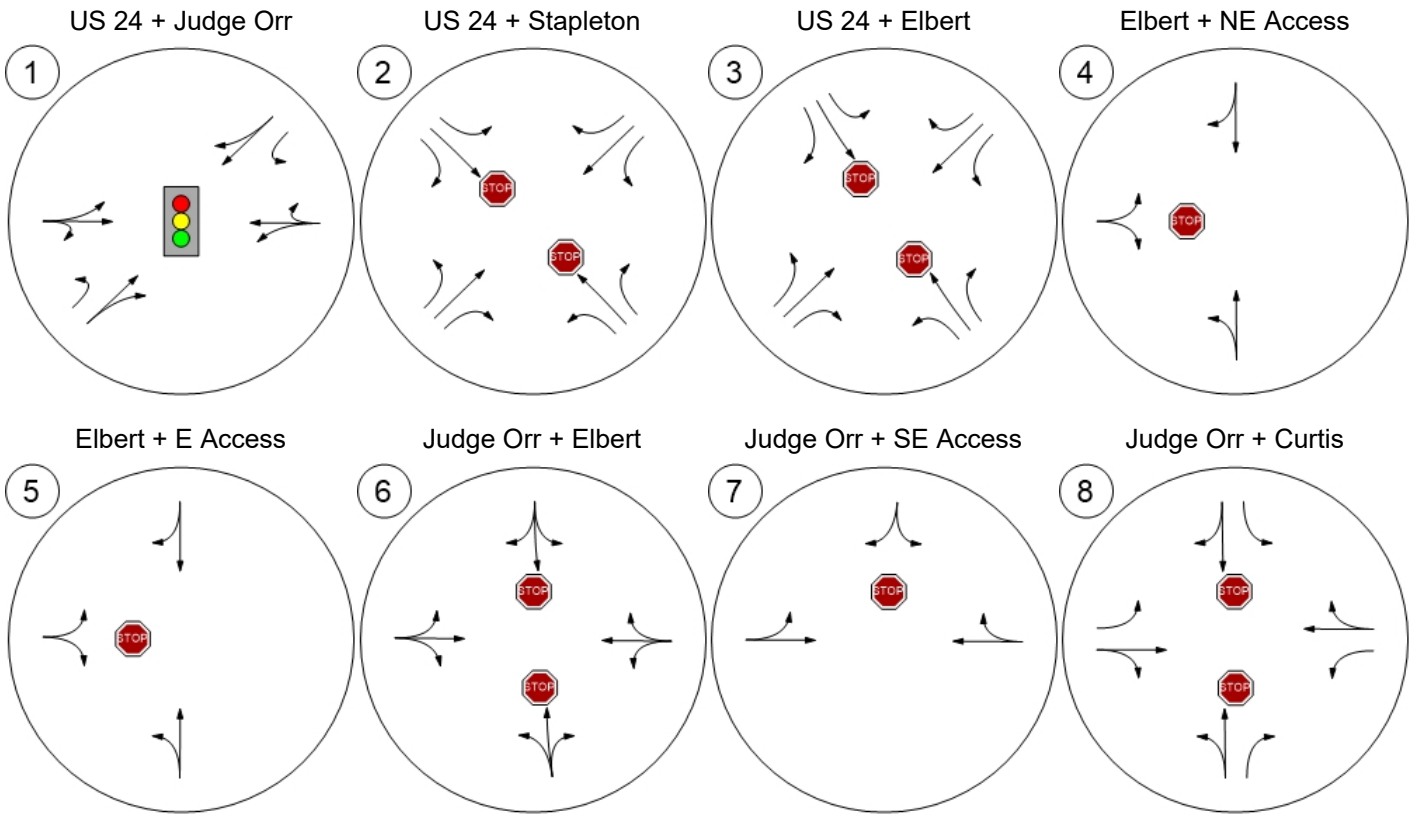 US 24 + Judge Orr
US 24 + Stapleton
US 24 + Elbert
Elbert + NE Access
1
2
3
4
STOP
STOP
STOP
STOP
STOP
Elbert + E Access
Judge Orr + Elbert
Judge Orr + SE Access
Judge Orr + Curtis
5
6
7
8
STOP
STOP
STOP
STOP
STOP
STOP